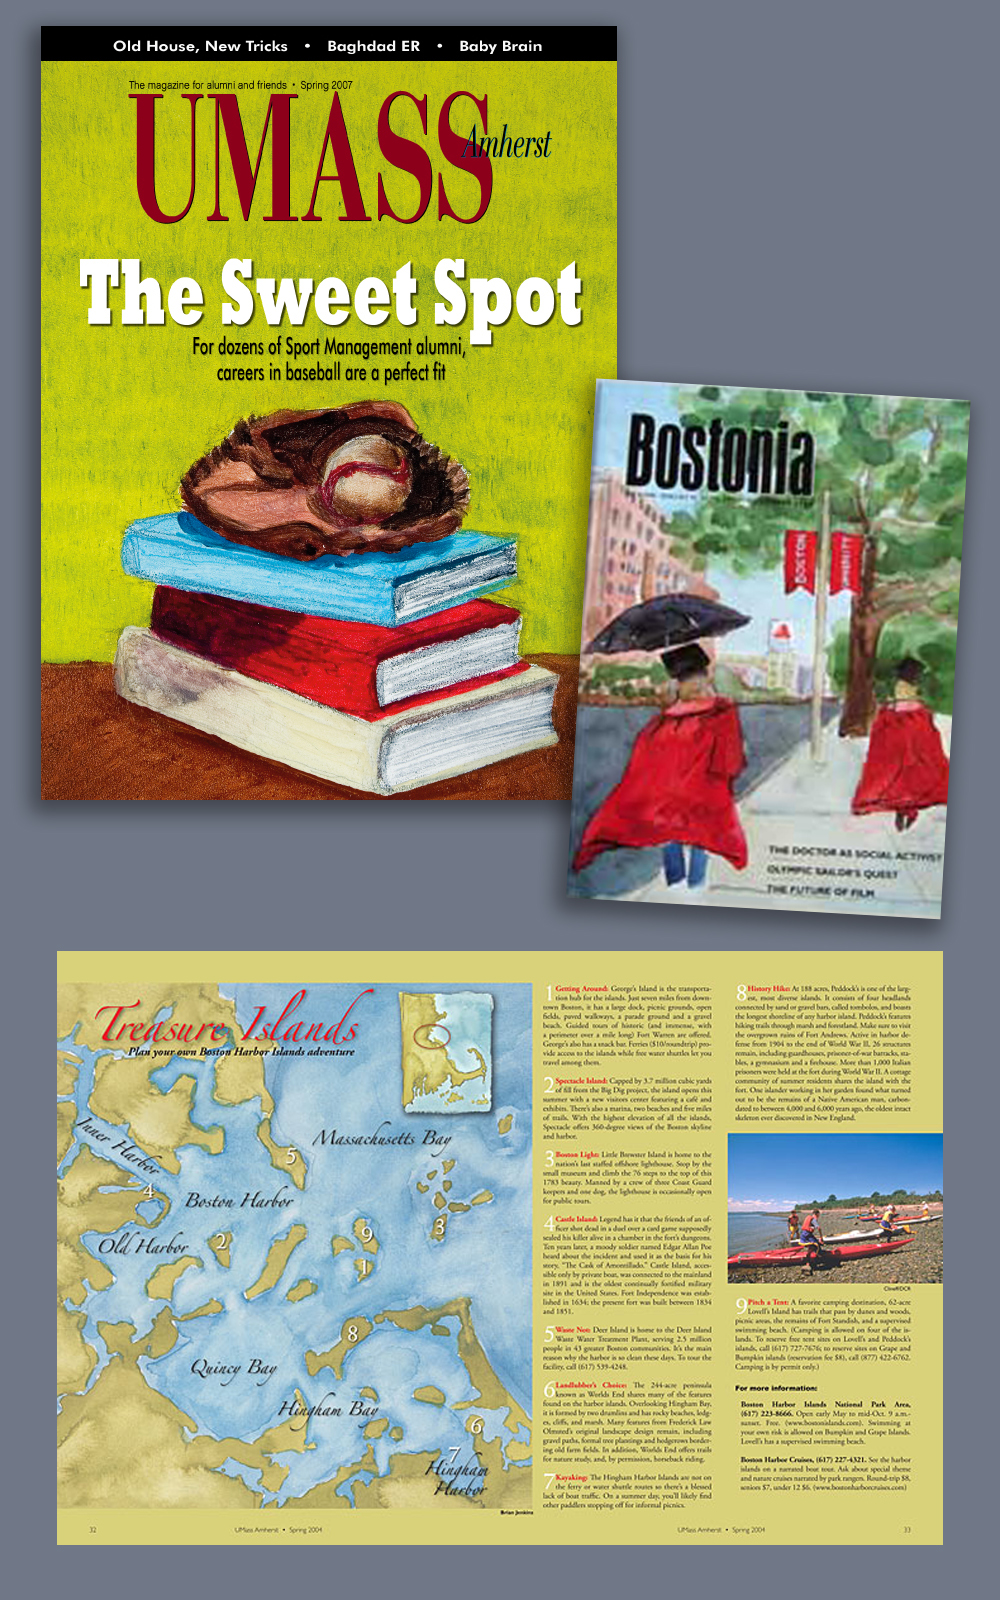 Old House, New Tricks • Baghdad ER • Baby Brain
The magazine for alumni and friends • Spring 2007
UMASS
Amherst
The Sweet Spot
For dozens of Sport Management alumni,
careers in baseball are a perfect fit
Bostonia
BOSTON
UNIVERSITY
THE DOCTOR AS SOCIAL ACTIVIST
OLYMPIC SAILOR'S QUEST
THE FUTURE OF FILM
Treasure Islands
Plan your own Boston Harbor Islands adventure
Massachusetts Bay
Inner Harbor
5
4
Boston Harbor
Old Harbor
2
9
3
1
8
Quincy Bay
Hingham Bay
6
7
Hingham
Harbor
Brian Jenkins
32
UMass Amherst • Spring 2004
1 Getting Around: George's Island is the transporta-
tion hub for the islands. Just seven miles from down-
town Boston, it has a large dock, picnic grounds, open
fields, paved walkways, a parade ground and a gravel
beach. Guided tours of historic (and immense, with
a perimeter over a mile long) Fort Warren are offered.
George's also has a snack bar. Ferries ($10/roundtrip) pro-
vide access to the islands while free water shuttles let you
travel among them.
2 Spectacle Island: Capped by 3.7 million cubic yards
of fill from the Big Dig project, the island opens this
summer with a new visitors center featuring a café and
exhibits. There's also a marina, two beaches and five miles
of trails. With the highest elevation of all the islands,
Spectacle offers 360-degree views of the Boston skyline
and harbor.
3 Boston Light: Little Brewster Island is home to the
nation's last staffed offshore lighthouse. Stop by the
small museum and climb the 76 steps to the top of this
1783 beauty. Manned by a crew of three Coast Guard
keepers and one dog, the lighthouse is occasionally open
for public tours.
4 Castle Island: Legend has it that the friends of an of-
ficer shot dead in a duel over a card game supposedly
sealed his killer alive in a chamber in the fort's dungeons.
Ten years later, a moody soldier named Edgar Allan Poe
heard about the incident and used it as the basis for his
story, "The Cask of Amontillado." Castle Island, acces-
sible only by private boat, was connected to the mainland
in 1891 and is the oldest continually fortified military
site in the United States. Fort Independence was estab-
lished in 1634; the present fort was built between 1834
and 1851.
5 Waste Not: Deer Island is home to the Deer Island
Waste Water Treatment Plant, serving 2.5 million
people in 43 greater Boston communities. It's the main
reason why the harbor is so clean these days. To tour the
facility, call (617) 539-4248.
6 Landlubber's Choice: The 244-acre peninsula
known as Worlds End shares many of the features
found on the harbor islands. Overlooking Hingham Bay,
it is formed by two drumlins and has rocky beaches, ledg-
es, cliffs, and marsh. Many features from Frederick Law
Olmsted's original landscape design remain, including
gravel paths, formal tree plantings and hedgerows border-
ing old farm fields. In addition, Worlds End offers trails
for nature study, and, by permission, horseback riding.
7 Kayaking: The Hingham Harbor Islands are not on
the ferry or water shuttle routes so there's a blessed
lack of boat traffic. On a summer day, you'll likely find
other paddlers stopping off for informal picnics.
8 History Hike: At 188 acres, Peddock's is one of the larg-
est, most diverse islands. It consists of four headlands
connected by sand or gravel bars, called tombolos, and boasts
the longest shoreline of any harbor island. Peddock's features
hiking trails through marsh and forestland. Make sure to visit
the overgrown ruins of Fort Andrews. Active in harbor de-
fense from 1904 to the end of World War II, 26 structures
remain, including guardhouses, prisoner-of-war barracks, sta-
bles, a gymnasium and a firehouse. More than 1,000 Italian
prisoners were held at the fort during World War II. A cottage
community of summer residents shares the island with the
fort. One islander working in her garden found what turned
out to be the remains of a Native American man, carbon-
dated to between 4,000 and 6,000 years ago, the oldest intact
skeleton ever discovered in New England.
9 Pitch a Tent: A favorite camping destination, 62-acre
Lovell's Island has trails that pass by dunes and woods,
picnic areas, the remains of Fort Standish, and a supervised
swimming beach. (Camping is allowed on four of the is-
lands. To reserve free tent sites on Lovell's and Peddock's
islands, call (617) 727-7676; to reserve sites on Grape and
Bumpkin islands (reservation fee $8), call (877) 422-6762.
Camping is by permit only.)
For more information:
Boston Harbor Islands National Park Area,
(617) 223-8666. Open early May to mid-Oct. 9 a.m.-
sunset. Free. (www.bostonislands.com). Swimming at
your own risk is allowed on Bumpkin and Grape Islands.
Lovell's has a supervised swimming beach.
Boston Harbor Cruises, (617) 227-4321. See the harbor
islands on a narrated boat tour. Ask about special theme
and nature cruises narrated by park rangers. Round-trip $8,
seniors $7, under 12 $6. (www.bostonharborcruises.com)
UMass Amherst • Spring 2004
33